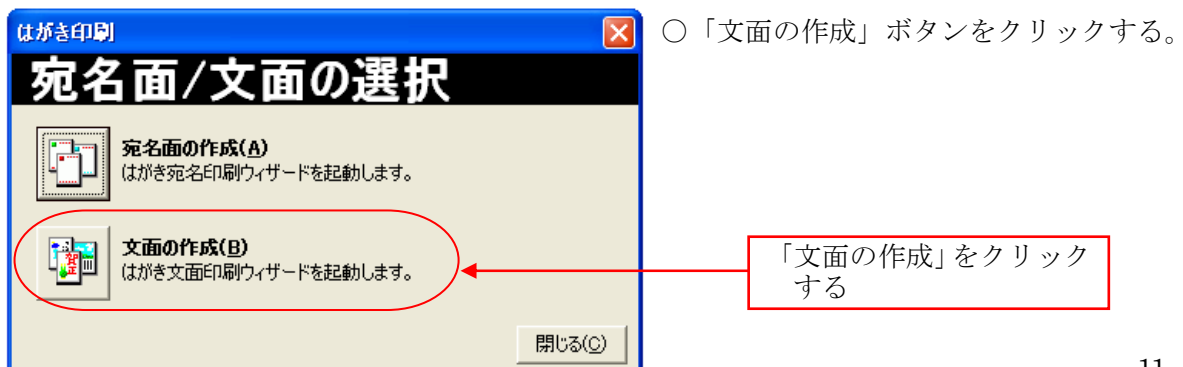 はがき印刷
○「文面の作成」ボタンをクリックする。
宛名面/文面の選択
宛名面の作成(A)
はがき宛名印刷ウィザードを起動します。
文面の作成(B)
はがき文面印刷ウィザードを起動します。
「文面の作成」をクリック
する
閉じる(C)
11